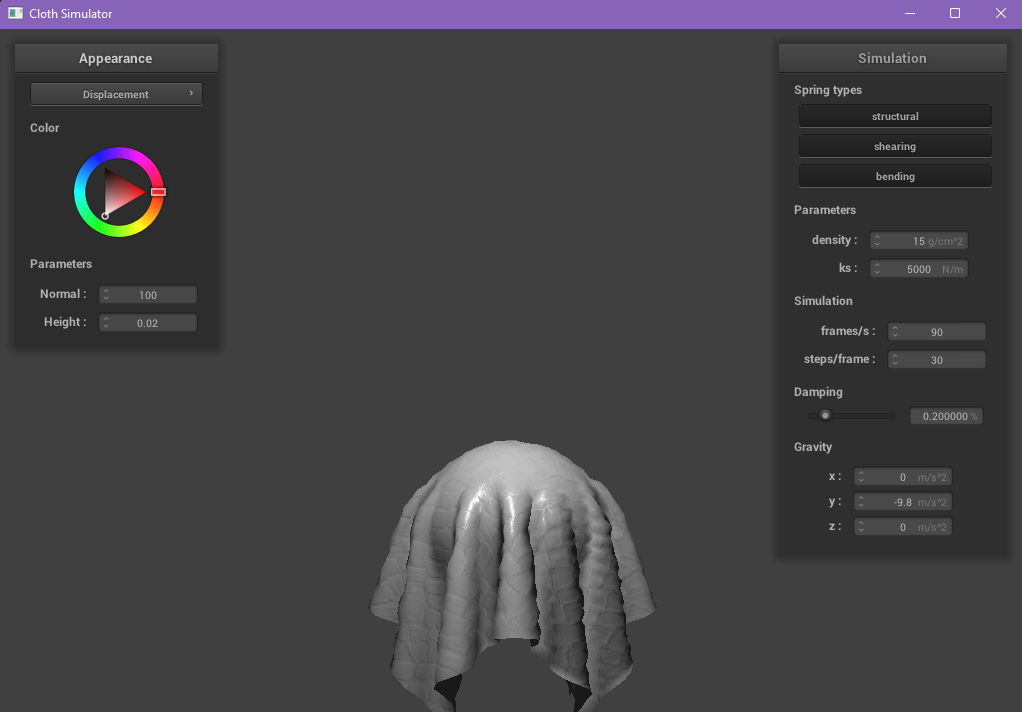 Cloth Simulator
Appearance
Displacement
Color
Parameters
Normal : 100
Height : 0.02
Simulation
Spring types
structural
shearing
bending
Parameters
density : 15 g/cm^2
ks : 5000 N/m
Simulation
frames/s : 90
steps/frame : 30
Damping
0.200000 %
Gravity
x : 0 m/s^2
y : -9.8 m/s^2
z : 0 m/s^2